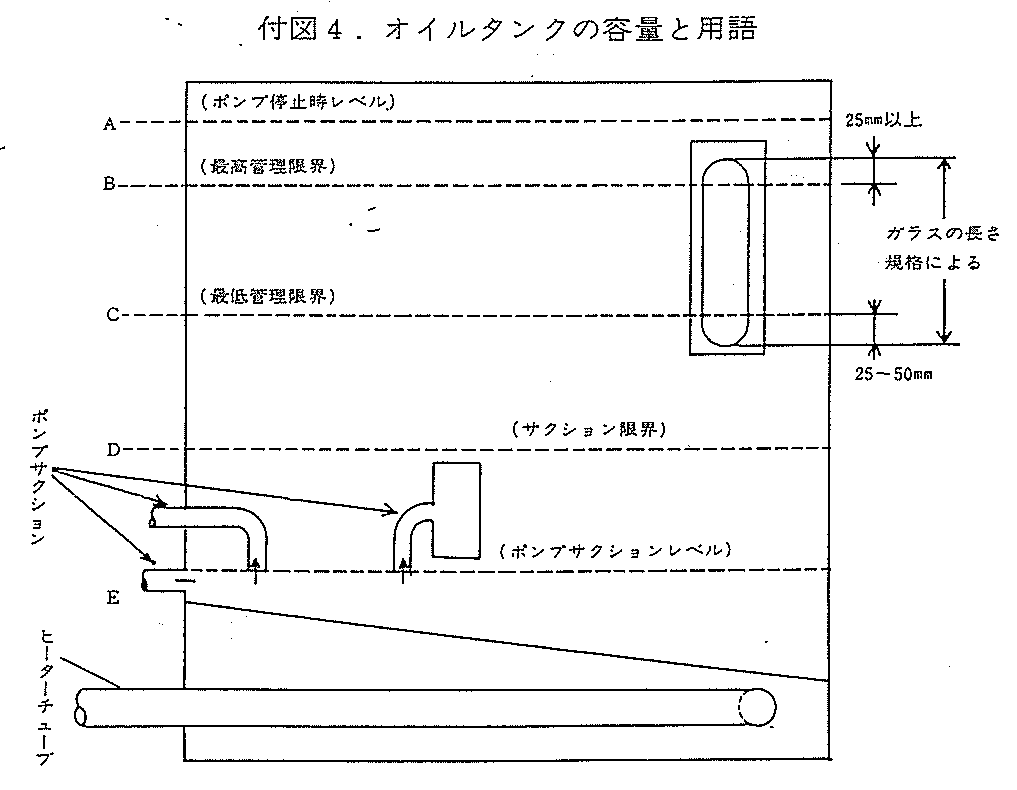 付図4．オイルタンクの容量と用語
(ポンプ停止時レベル)
A
25mm以上
(最高管理限界)
B
ガラスの長さ
規格による
(最低管理限界)
C
25～50mm
ポンプサクション
(サクション限界)
D
(ポンプサクションレベル)
E
ヒーターチューブ